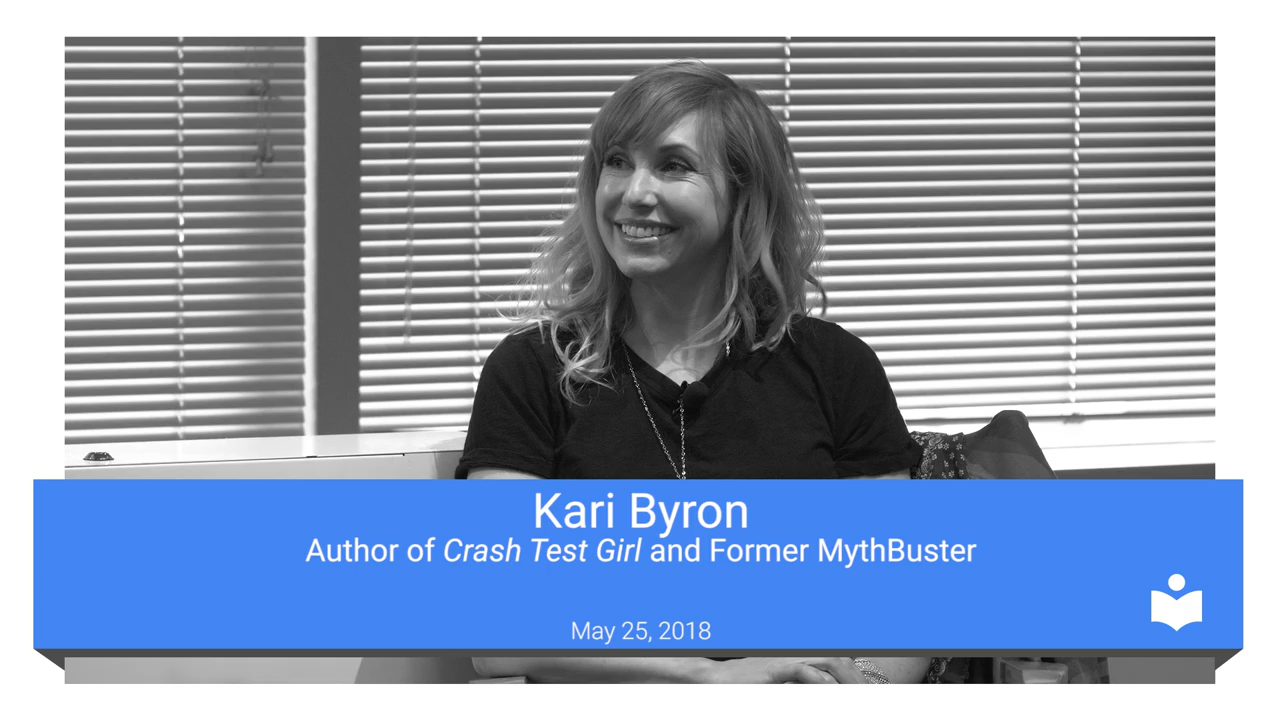 Kari Byron
Author of Crash Test Girl and Former MythBuster
May 25, 2018